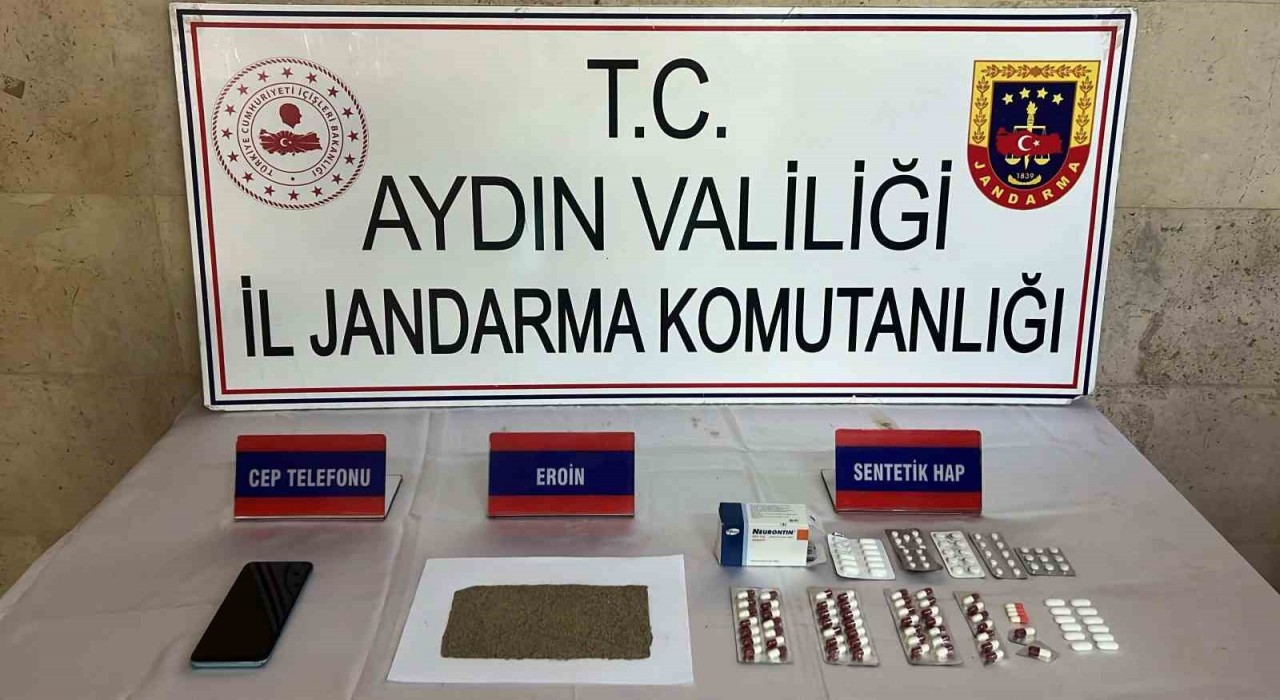 T.C.
AYDIN VALİLİĞİ
İL JANDARMA KOMUTANLIĞI
TÜRKİYE CUMHURİYETİ İÇİŞLERİ BAKANLIĞI
1839
JANDARMA
CEP TELEFONU
EROİN
SENTETİK HAP
NEURONTIN